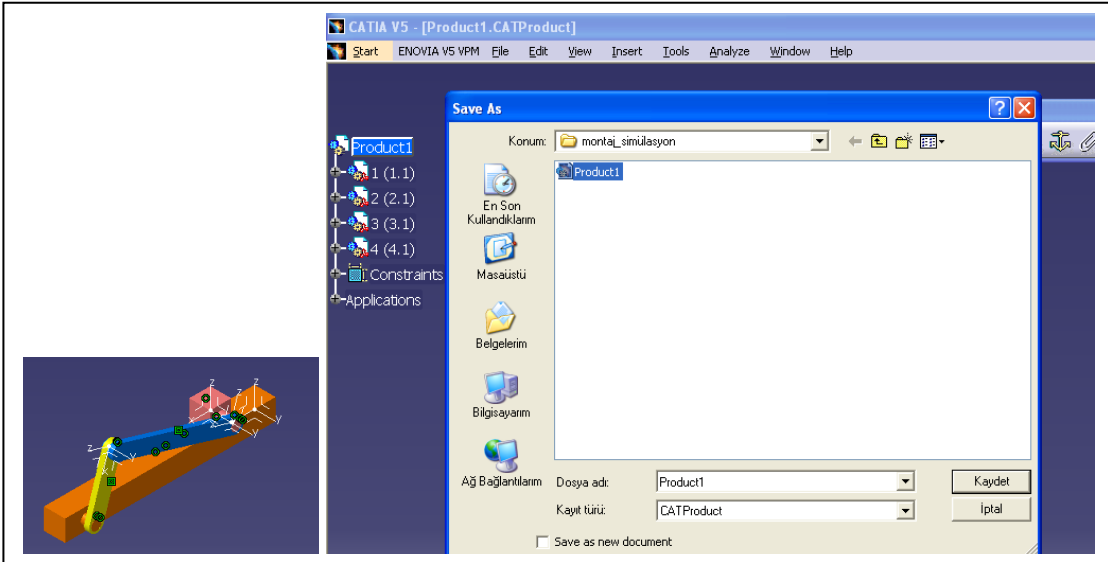 CATIA V5 - [Product1.CATProduct]
Start ENOVIA V5 VPM File Edit View Insert Tools Analyze Window Help
Save As
Konum: montaj_simülasyon
Product1
1 (1.1)
2 (2.1)
3 (3.1)
4 (4.1)
Constraints
Applications
Product1
En Son
Kullandıklarım
Masaüstü
Belgelerim
Bilgisayarım
Ağ Bağlantılarım
Dosya adı: Product1 Kaydet
Kayıt türü: CATProduct İptal
Save as new document
z z z
y y
z y
x